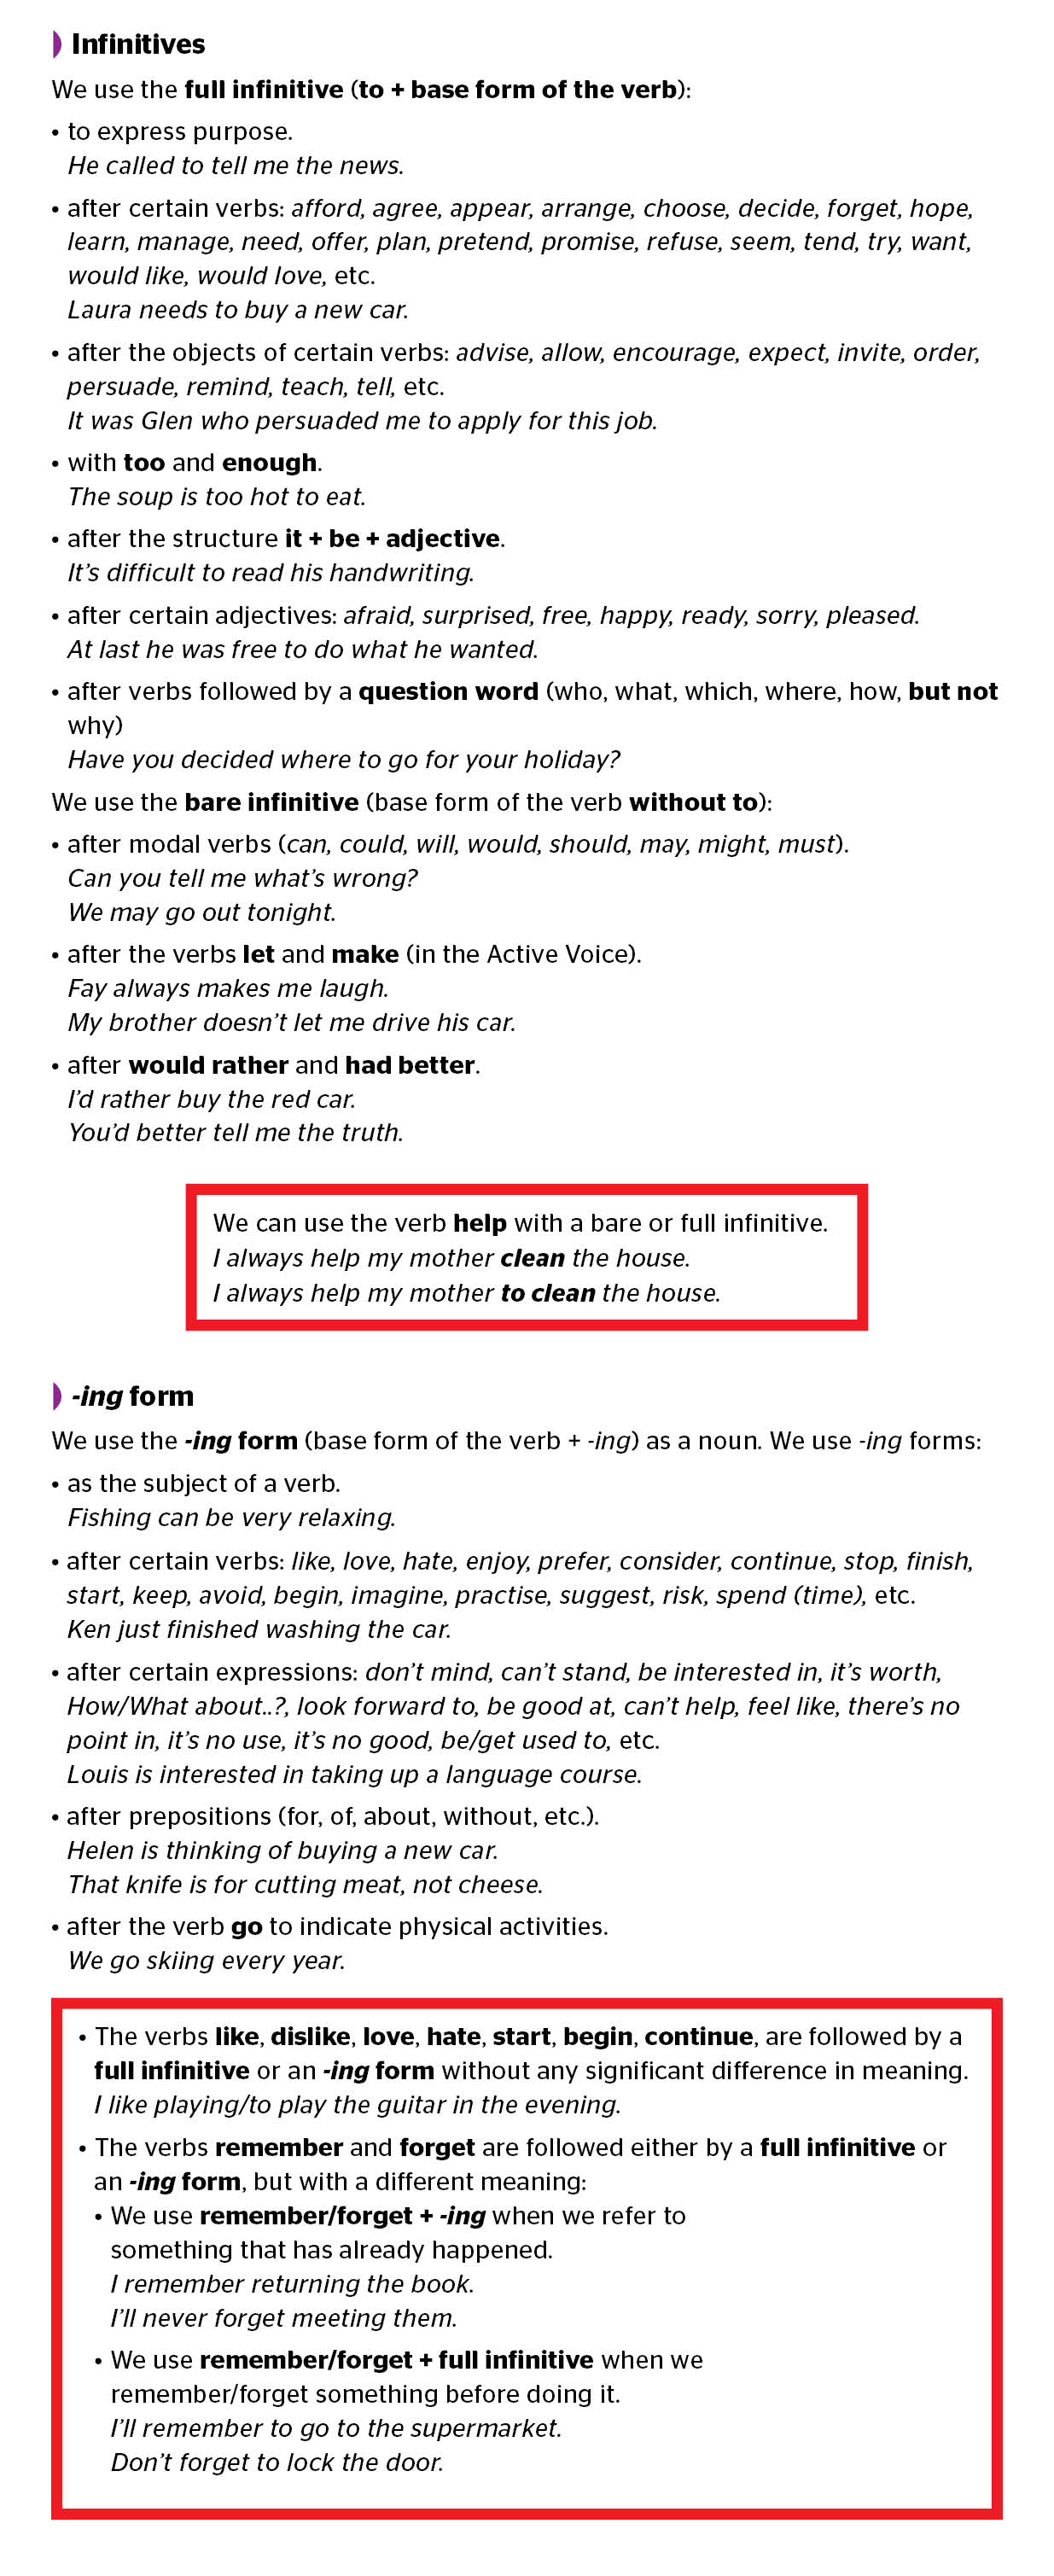 Infinitives
We use the full infinitive (to + base form of the verb):
• to express purpose.
He called to tell me the news.
• after certain verbs: afford, agree, appear, arrange, choose, decide, forget, hope,
learn, manage, need, offer, plan, pretend, promise, refuse, seem, tend, try, want,
would like, would love, etc.
Laura needs to buy a new car.
• after the objects of certain verbs: advise, allow, encourage, expect, invite, order,
persuade, remind, teach, tell, etc.
It was Glen who persuaded me to apply for this job.
• with too and enough.
The soup is too hot to eat.
• after the structure it + be + adjective.
It's difficult to read his handwriting.
• after certain adjectives: afraid, surprised, free, happy, ready, sorry, pleased.
At last he was free to do what he wanted.
• after verbs followed by a question word (who, what, which, where, how, but not
why)
Have you decided where to go for your holiday?
We use the bare infinitive (base form of the verb without to):
• after modal verbs (can, could, will, would, should, may, might, must).
Can you tell me what's wrong?
We may go out tonight.
• after the verbs let and make (in the Active Voice).
Fay always makes me laugh.
My brother doesn't let me drive his car.
• after would rather and had better.
I'd rather buy the red car.
You'd better tell me the truth.
We can use the verb help with a bare or full infinitive.
I always help my mother clean the house.
I always help my mother to clean the house.
-ing form
We use the -ing form (base form of the verb + -ing) as a noun. We use -ing forms:
• as the subject of a verb.
Fishing can be very relaxing.
• after certain verbs: like, love, hate, enjoy, prefer, consider, continue, stop, finish,
start, keep, avoid, begin, imagine, practise, suggest, risk, spend (time), etc.
Ken just finished washing the car.
• after certain expressions: don't mind, can't stand, be interested in, it's worth,
How/What about..?, look forward to, be good at, can't help, feel like, there's no
point in, it's no use, it's no good, be/get used to, etc.
Louis is interested in taking up a language course.
• after prepositions (for, of, about, without, etc.).
Helen is thinking of buying a new car.
That knife is for cutting meat, not cheese.
• after the verb go to indicate physical activities.
We go skiing every year.
• The verbs like, dislike, love, hate, start, begin, continue, are followed by a
full infinitive or an -ing form without any significant difference in meaning.
I like playing/to play the guitar in the evening.
• The verbs remember and forget are followed either by a full infinitive or
an -ing form, but with a different meaning:
• We use remember/forget + -ing when we refer to
something that has already happened.
I remember returning the book.
I'll never forget meeting them.
• We use remember/forget + full infinitive when we
remember/forget something before doing it.
I'll remember to go to the supermarket.
Don't forget to lock the door.